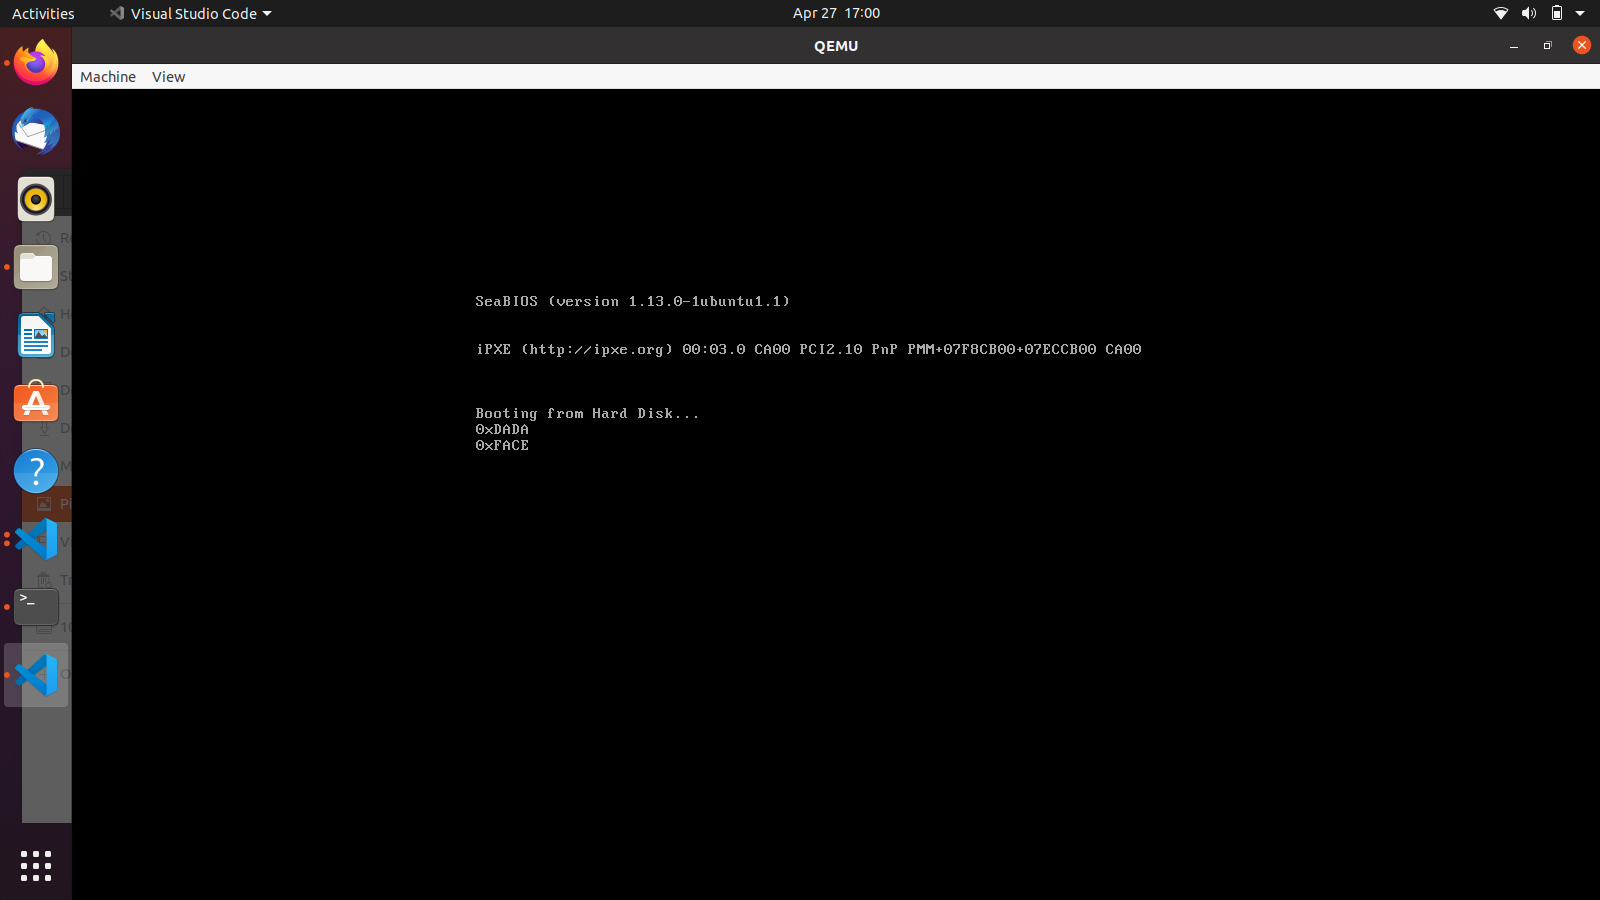 Activities
Visual Studio Code
Apr 27 17:00
QEMU
Machine View
SeaBIOS (version 1.13.0-1ubuntu1.1)
iPXE (http://ipxe.org) 00:03.0 CA00 PCI2.10 PnP PMM+07F8CB00+07ECCB00 CA00
Booting from Hard Disk...
0xDADA
0xFACE